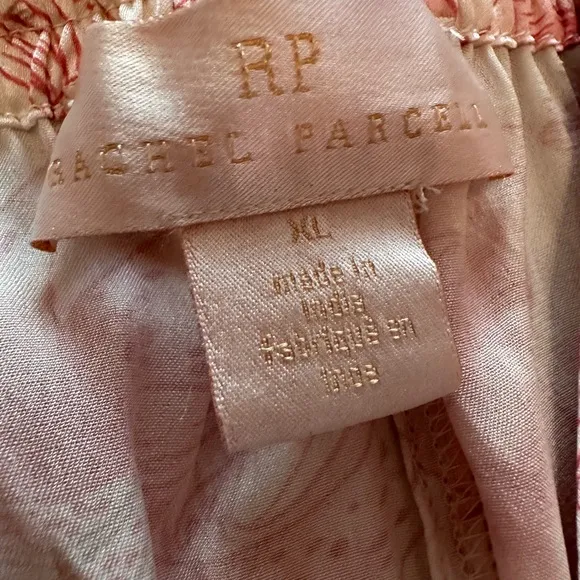 RP
RACHEL PARCELL
XL
made in
india
fabriqué en
inde